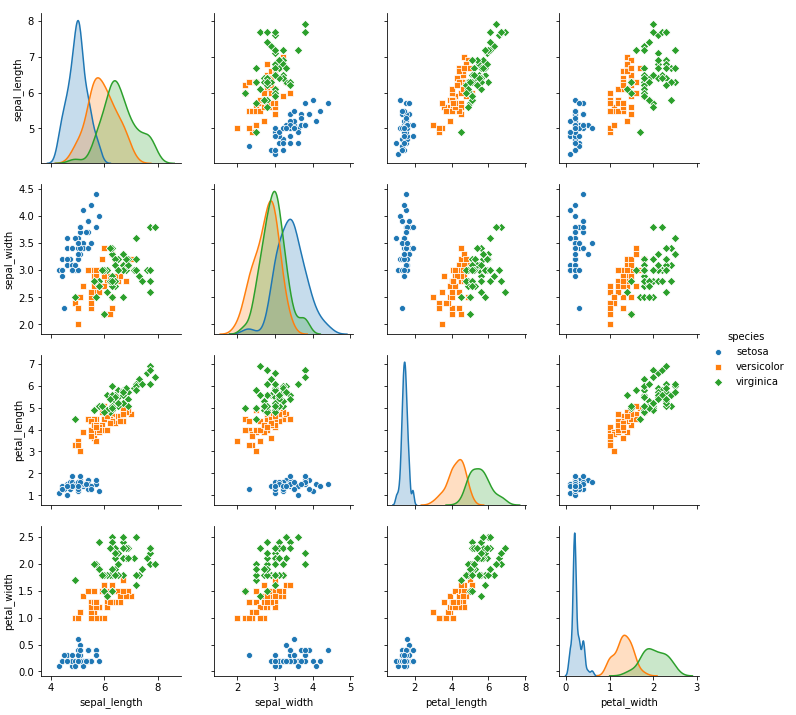 8
7
6
5
sepal_length
4.5
4.0
3.5
3.0
2.5
2.0
sepal_width
species
setosa
versicolor
virginica
7
6
5
4
3
2
1
petal_length
2.5
2.0
1.5
1.0
0.5
0.0
petal_width
4 6 8
2 3 4 5
2 4 6 8
0 1 2 3
sepal_length sepal_width petal_length petal_width